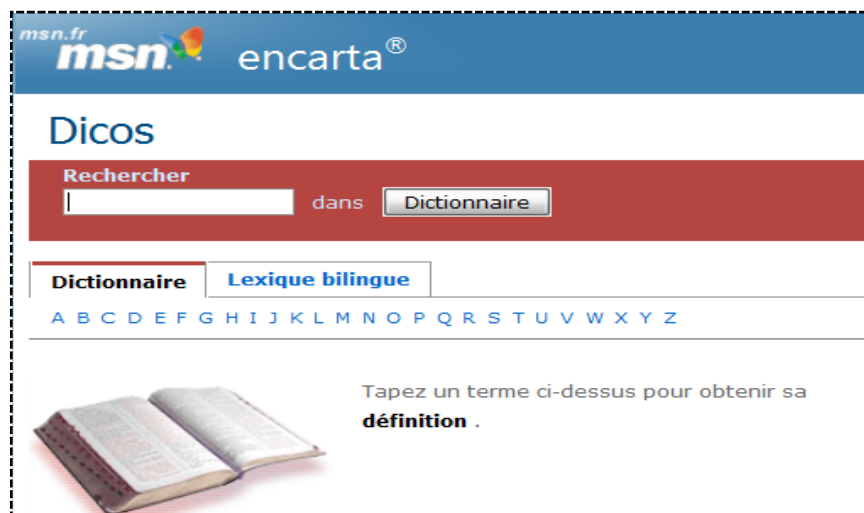 msn.fr
msn encarta®
Dicos
Rechercher
dans Dictionnaire
Dictionnaire Lexique bilingue
A B C D E F G H I J K L M N O P Q R S T U V W X Y Z
Tapez un terme ci-dessus pour obtenir sa
définition .